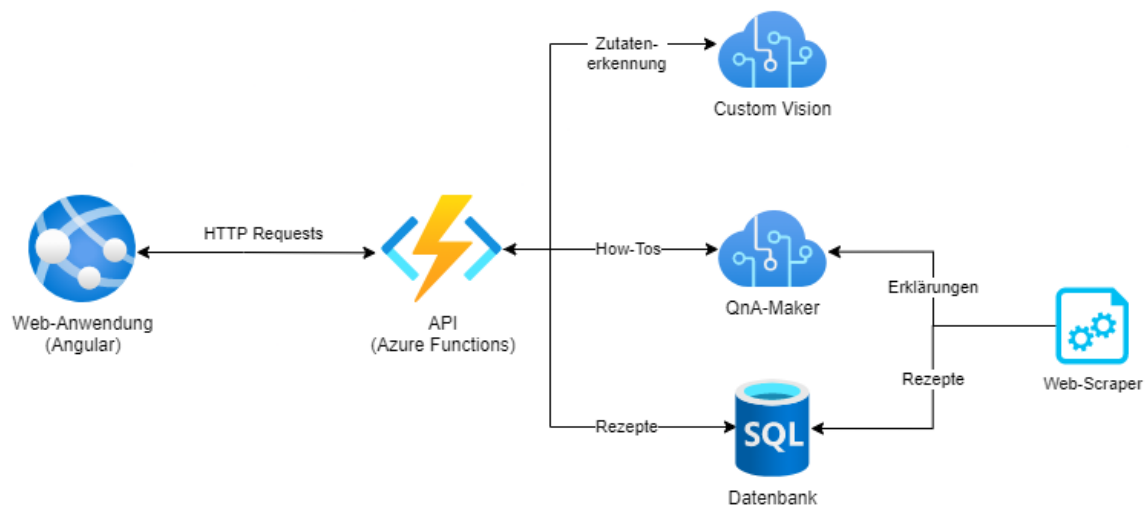 Zutaten-
erkennung
Custom Vision
HTTP Requests
Web-Anwendung
(Angular)
API
(Azure Functions)
How-Tos
QnA-Maker
Erklärungen
Rezepte
Web-Scraper
Rezepte
SQL
Datenbank